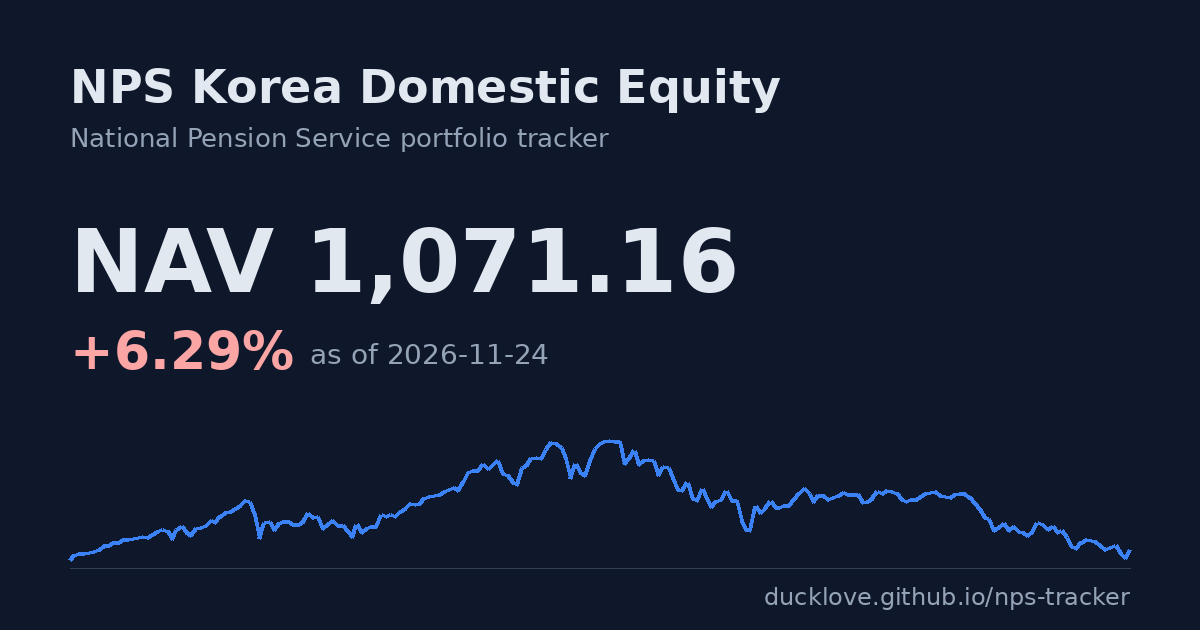 NPS Korea Domestic Equity
National Pension Service portfolio tracker
NAV 1,071.16
+6.29% as of 2026-11-24
ducklove.github.io/nps-tracker